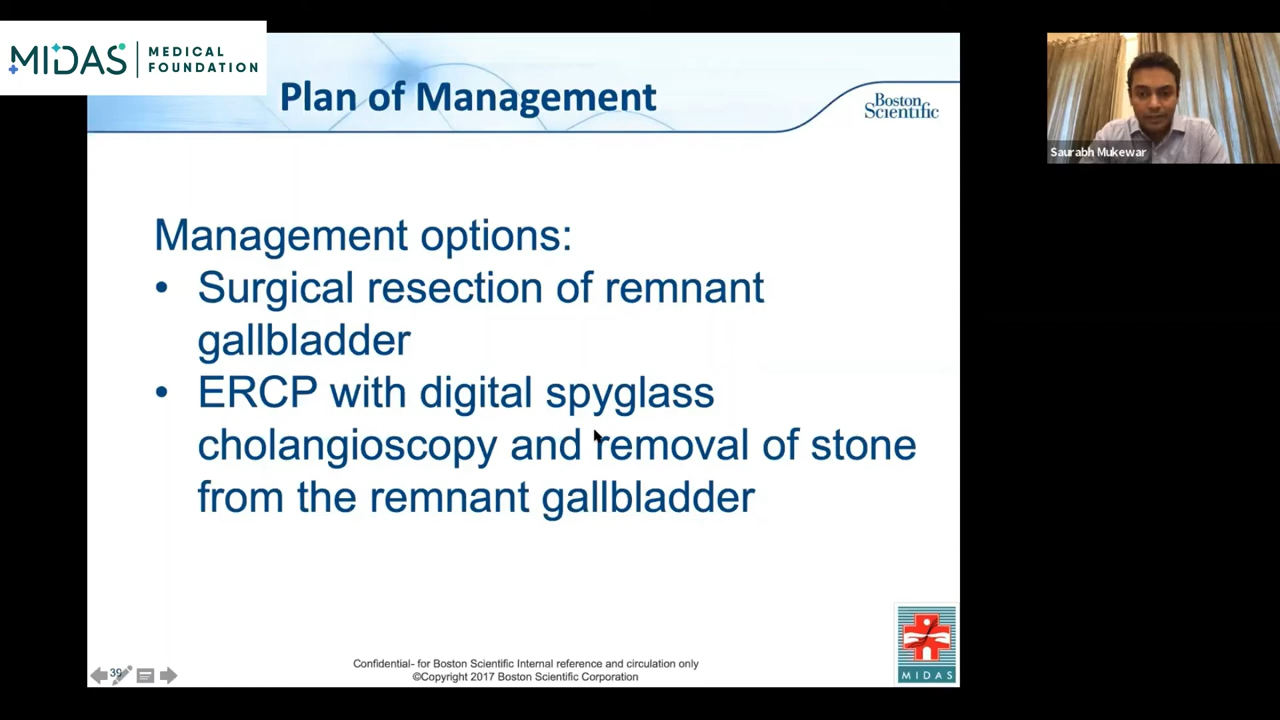 MIDAS MEDICAL
FOUNDATION
Plan of Management
Boston
Scientific
Saurabh Mukewar
Management options:
• Surgical resection of remnant
gallbladder
• ERCP with digital spyglass
cholangioscopy and removal of stone
from the remnant gallbladder
39
Confidential- for Boston Scientific Internal reference and circulation only
©Copyright 2017 Boston Scientific Corporation
MIDAS